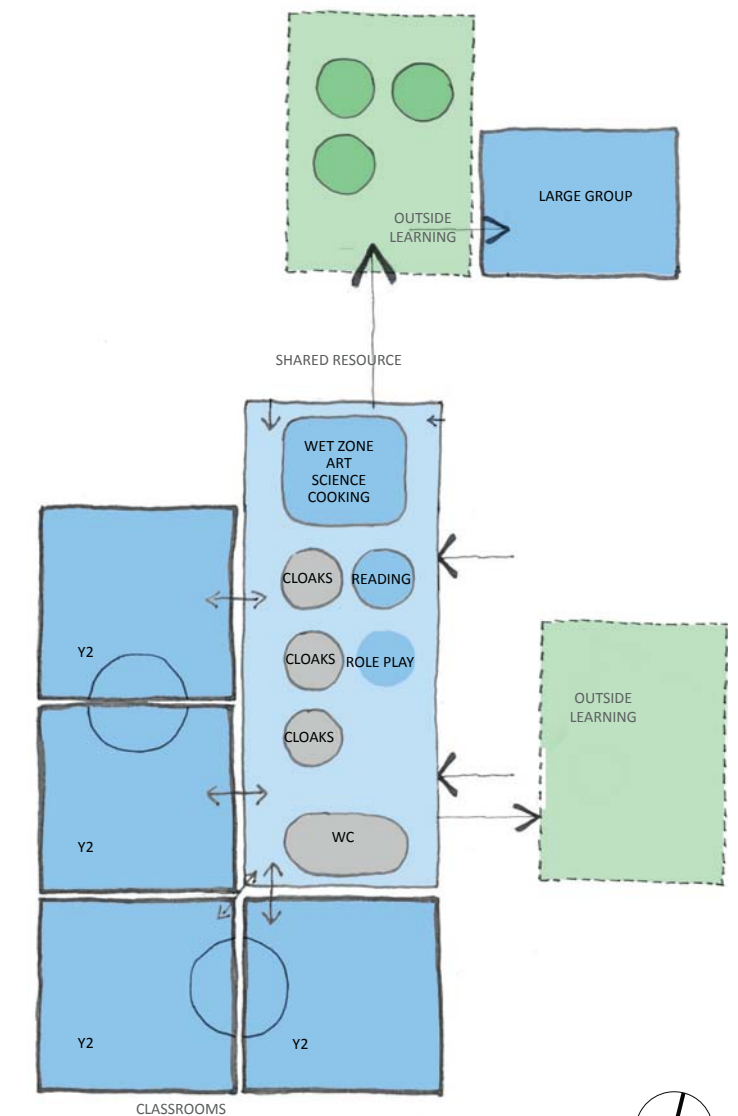 LARGE GROUP
OUTSIDE
LEARNING
SHARED RESOURCE
WET ZONE
ART
SCIENCE
COOKING
CLOAKS
READING
Y2
CLOAKS
ROLE PLAY
OUTSIDE
LEARNING
CLOAKS
WC
Y2
Y2
Y2
CLASSROOMS